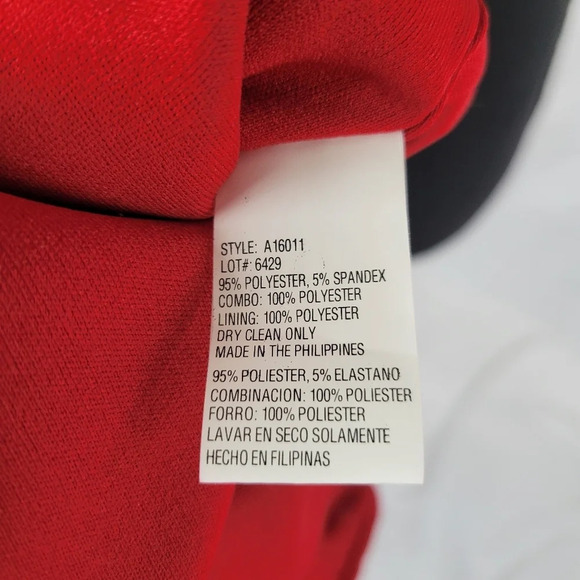 STYLE: A16011
LOT#: 6429
95% POLYESTER, 5% SPANDEX
COMBO: 100% POLYESTER
LINING: 100% POLYESTER
DRY CLEAN ONLY
MADE IN THE PHILIPPINES
95% POLIESTER, 5% ELASTANO
COMBINACION: 100% POLIESTER
FORRO: 100% POLIESTER
LAVAR EN SECO SOLAMENTE
HECHO EN FILIPINAS